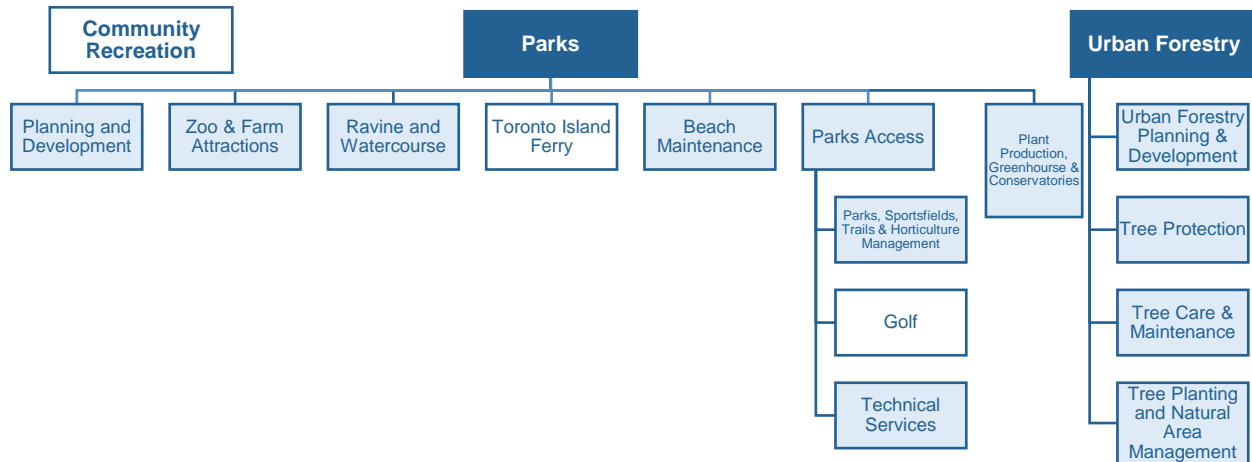 Community
Recreation
Parks
Urban Forestry
Planning and
Development
Zoo & Farm
Attractions
Ravine and
Watercourse
Toronto Island
Ferry
Beach
Maintenance
Parks Access
Plant
Production,
Greenhourse &
Conservatories
Urban Forestry
Planning &
Development
Parks, Sportsfields,
Trails & Horticulture
Management
Tree Protection
Golf
Tree Care &
Maintenance
Technical
Services
Tree Planting
and Natural
Area
Management